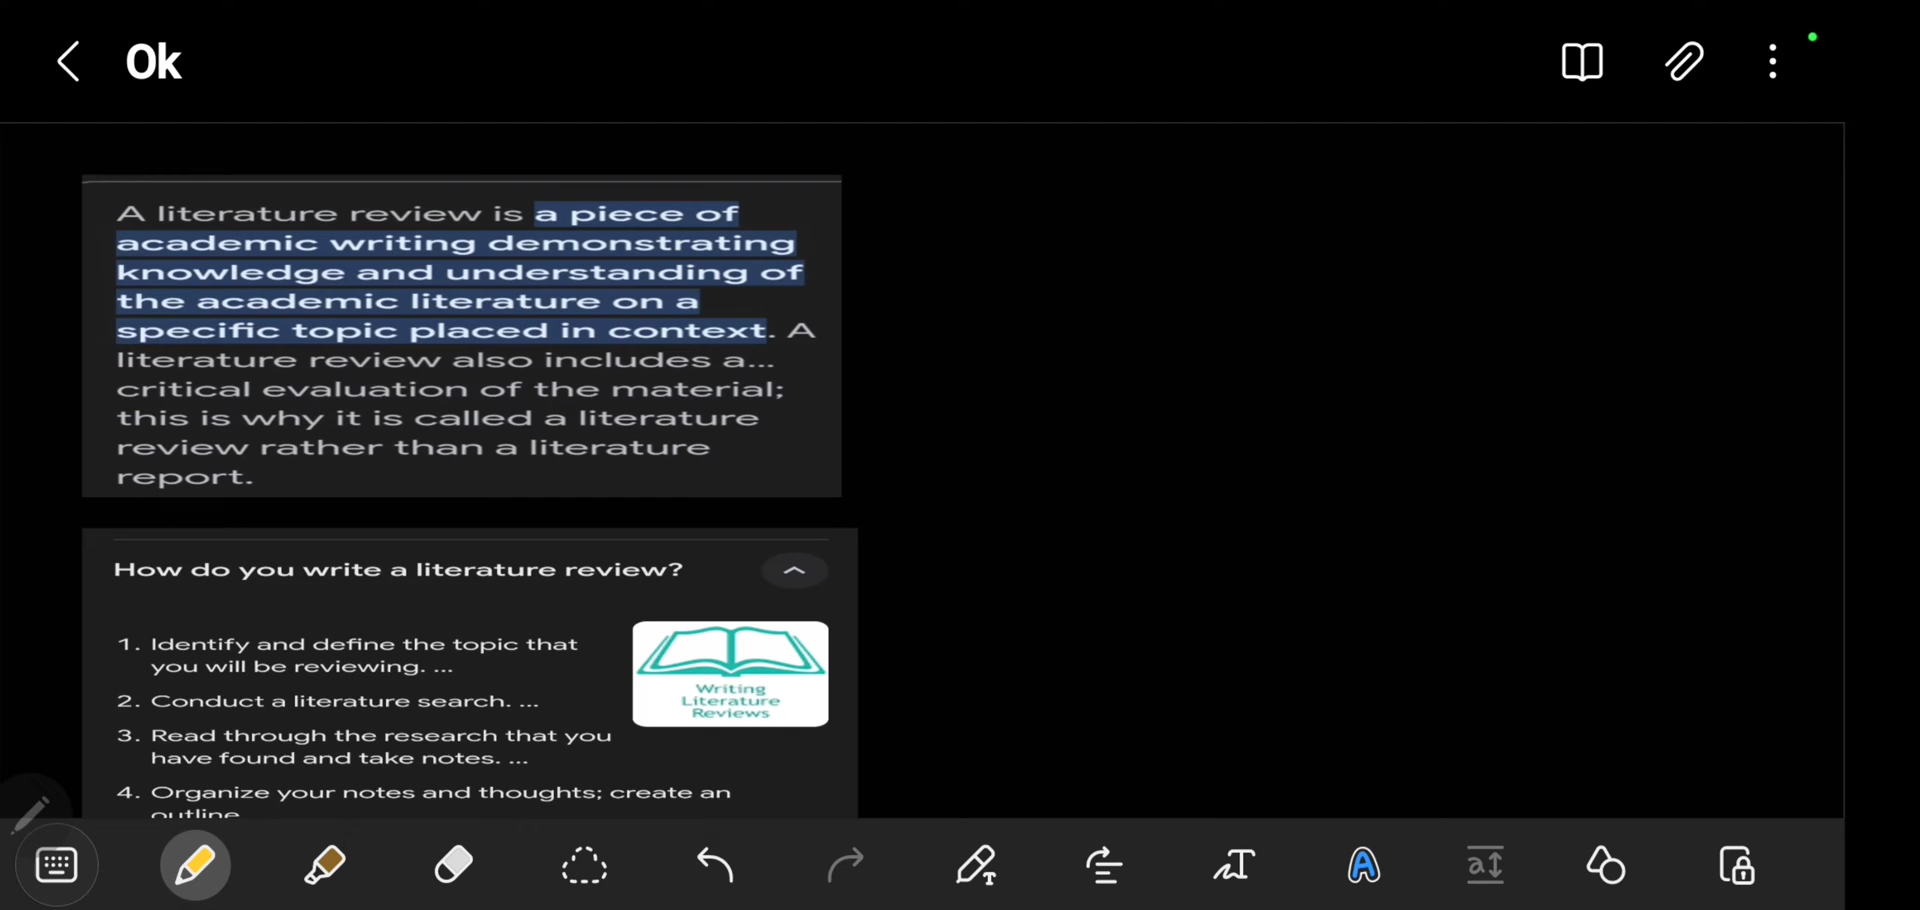 Ok
A literature review is a piece of
academic writing demonstrating
knowledge and understanding of
the academic literature on a
specific topic placed in context. A
literature review also includes a...
critical evaluation of the material;
this is why it is called a literature
review rather than a literature
report.
How do you write a literature review?
1. Identify and define the topic that
you will be reviewing. ...
2. Conduct a literature search. ...
3. Read through the research that you
have found and take notes. ...
4. Organize your notes and thoughts; create an
outline
Writing
Literature
Reviews